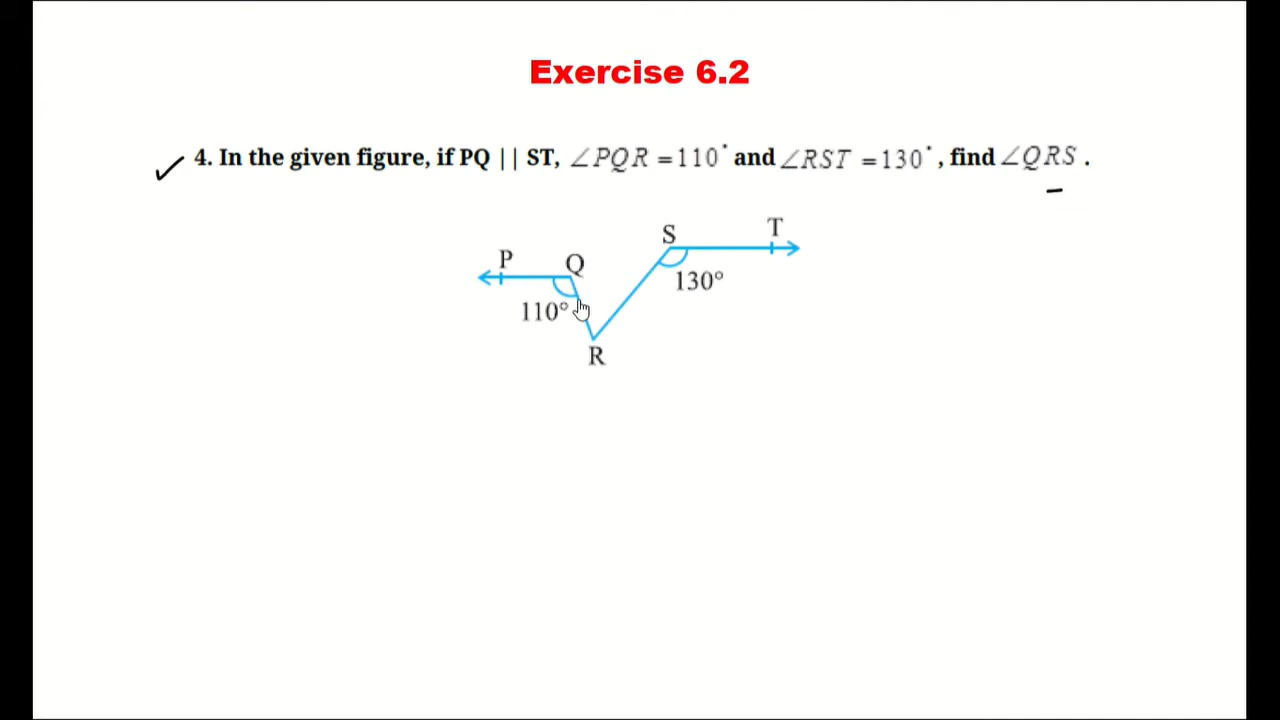 Exercise 6.2
4. In the given figure, if PQ || ST, ∠PQR = 110° and ∠RST = 130°, find ∠QRS.
S T
P Q
130°
110°
R